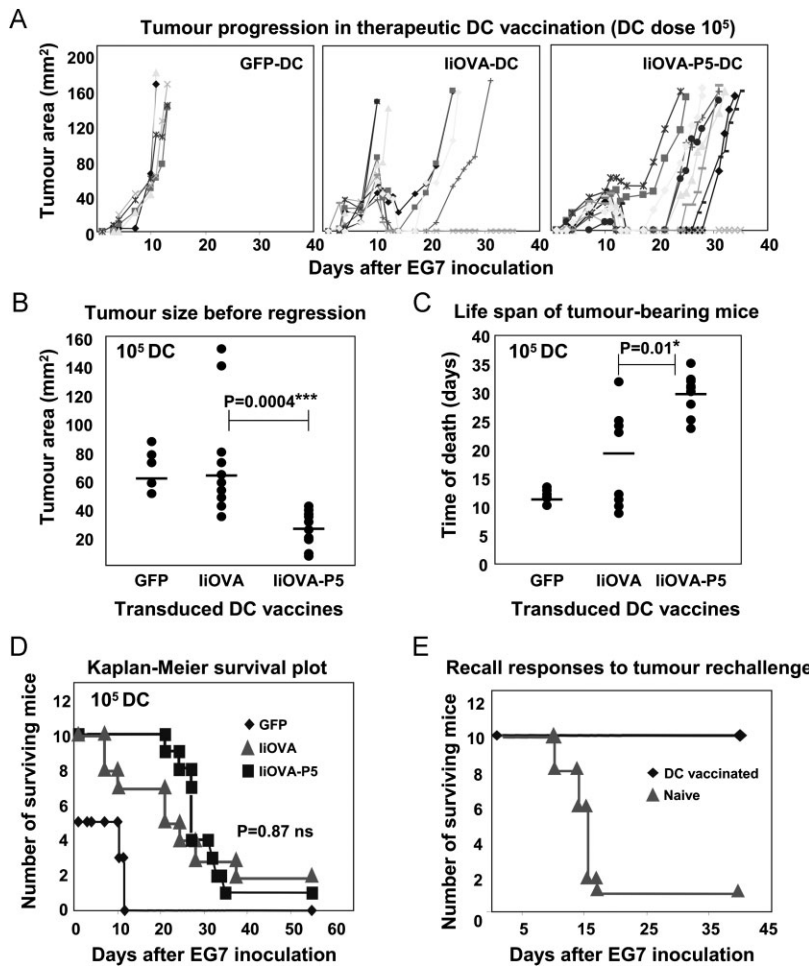 A
Tumour progression in therapeutic DC vaccination (DC dose 10⁵)
GFP-DC
IiOVA-DC
IiOVA-P5-DC
Tumour area (mm²)
200
160
120
80
40
0
10 20 30 40
10 20 30 40
0 10 20 30 40
Days after EG7 inoculation
B
Tumour size before regression
10⁵ DC
P=0.0004***
Tumour area (mm²)
160
140
120
100
80
60
40
20
GFP IiOVA IiOVA-P5
Transduced DC vaccines
C
Life span of tumour-bearing mice
10⁵ DC
P=0.01*
Time of death (days)
40
35
30
25
20
15
10
5
0
GFP IiOVA IiOVA-P5
Transduced DC vaccines
D
Kaplan-Meier survival plot
10⁵ DC
GFP
IiOVA
IiOVA-P5
P=0.87 ns
Number of surviving mice
12
10
8
6
4
2
0
0 10 20 30 40 50 60
Days after EG7 inoculation
E
Recall responses to tumour rechallenge
DC vaccinated
Naive
Number of surviving mice
12
10
8
6
4
2
0
0 5 15 25 35 45
Days after EG7 inoculation